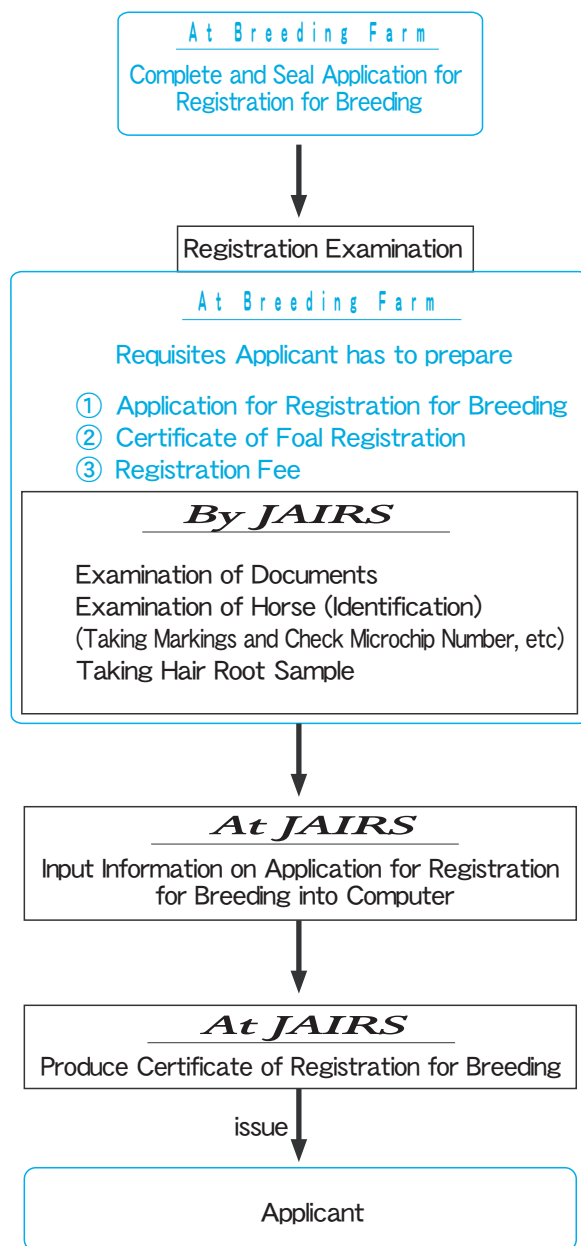 At Breeding Farm
Complete and Seal Application for
Registration for Breeding
Registration Examination
At Breeding Farm
Requisites Applicant has to prepare
① Application for Registration for Breeding
② Certificate of Foal Registration
③ Registration Fee
By JAIRS
Examination of Documents
Examination of Horse (Identification)
(Taking Markings and Check Microchip Number, etc)
Taking Hair Root Sample
At JAIRS
Input Information on Application for Registration
for Breeding into Computer
At JAIRS
Produce Certificate of Registration for Breeding
issue
Applicant